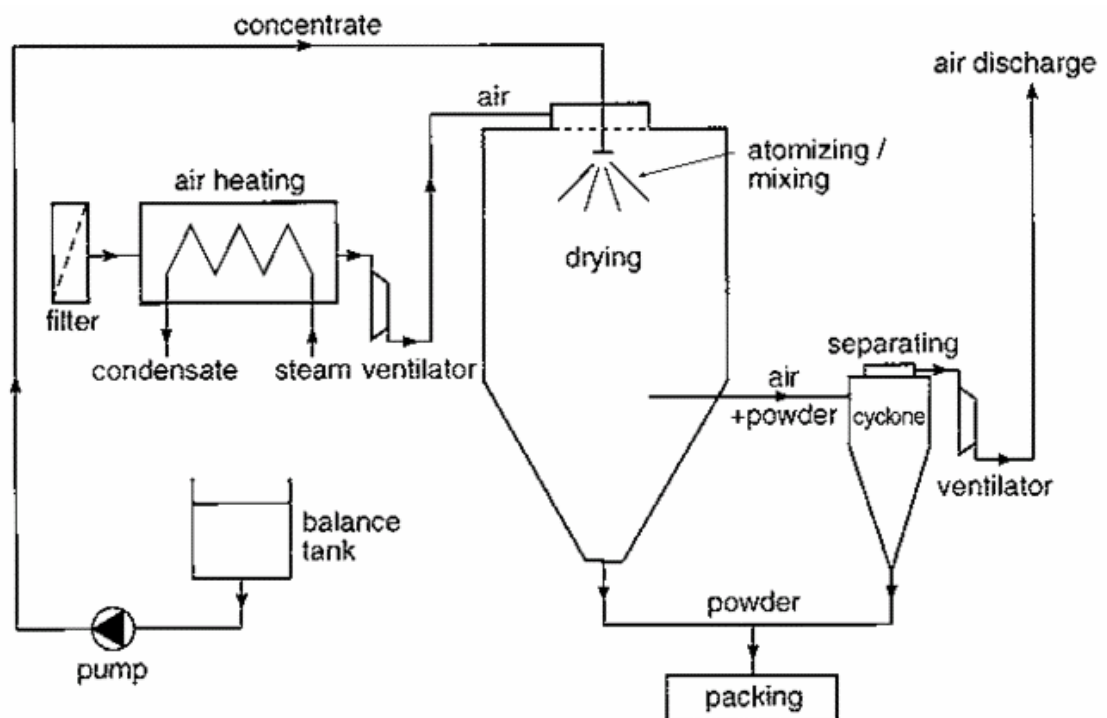 concentrate
air discharge
air
atomizing /
mixing
air heating
drying
filter
condensate
steam
ventilator
separating
air
+powder
cyclone
ventilator
balance
tank
powder
pump
packing